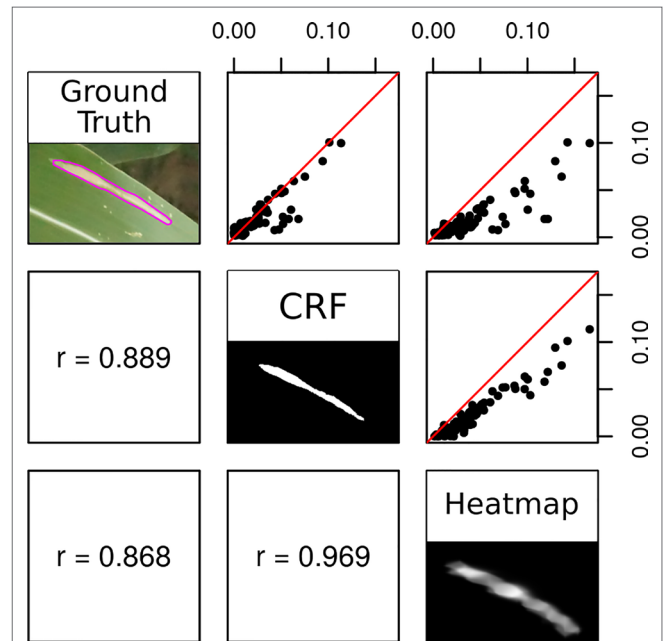 0.00 0.10 0.00 0.10
Ground
Truth
0.10
0.00
r = 0.889
CRF
0.10
0.00
r = 0.868
r = 0.969
Heatmap